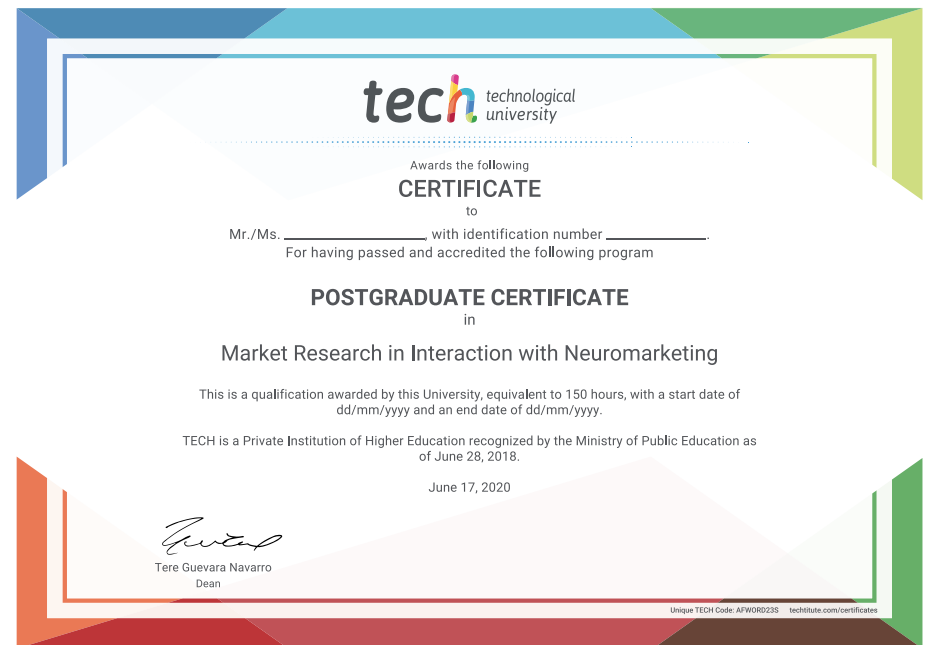 tech technological
university
Awards the following
CERTIFICATE
to
Mr./Ms. ____________________, with identification number ______________.
For having passed and accredited the following program
POSTGRADUATE CERTIFICATE
in
Market Research in Interaction with Neuromarketing
This is a qualification awarded by this University, equivalent to 150 hours, with a start date of
dd/mm/yyyy and an end date of dd/mm/yyyy.
TECH is a Private Institution of Higher Education recognized by the Ministry of Public Education as
of June 28, 2018.
June 17, 2020
Tere Guevara Navarro
Dean
Unique TECH Code: AFWORD23S techtitute.com/certificates